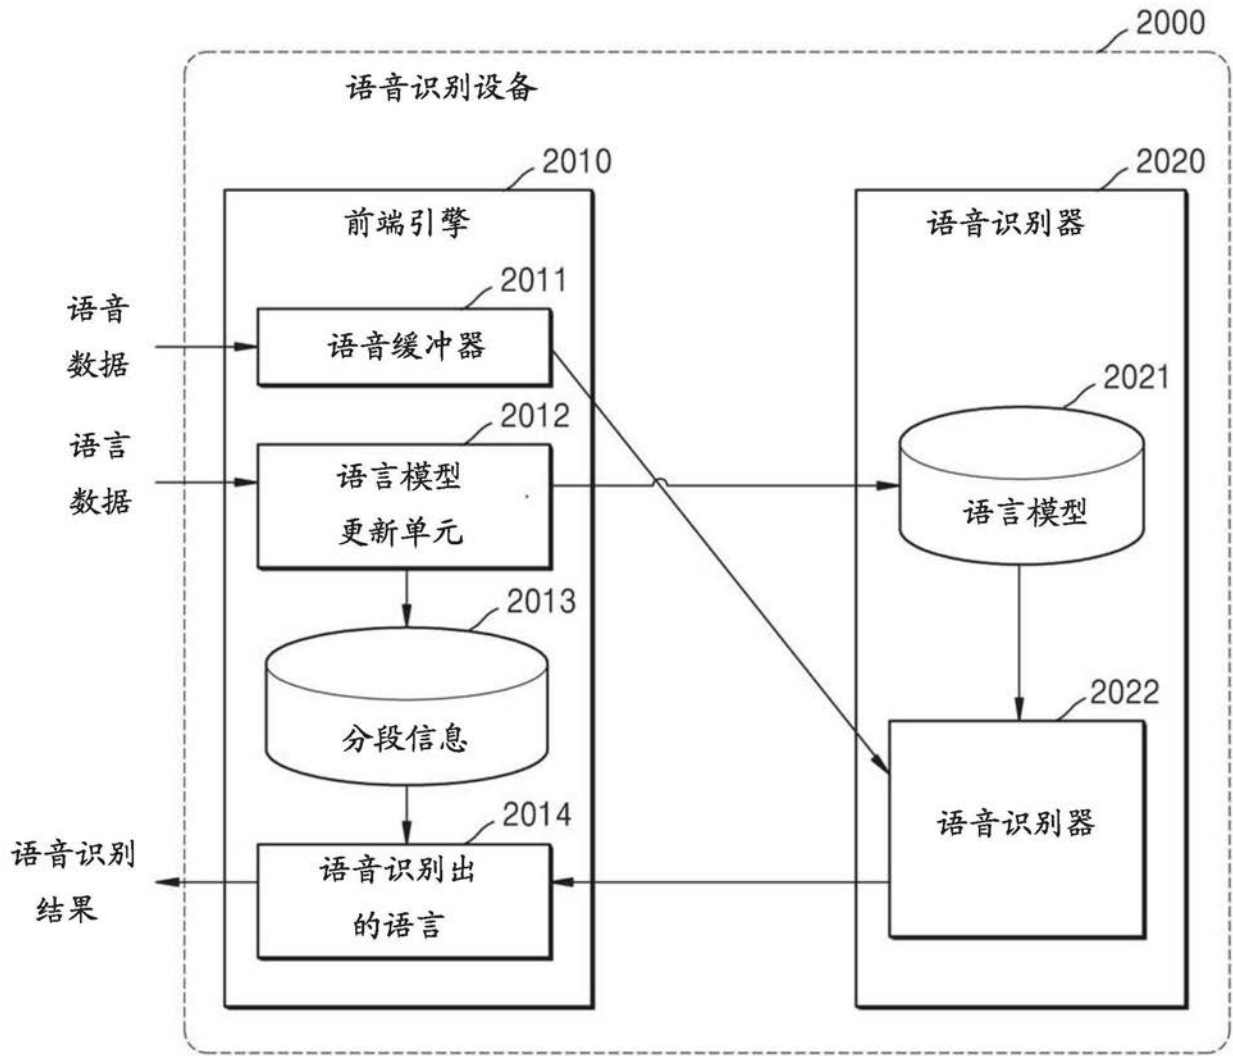 2000
语音识别设备
2010
前端引擎
2020
语音识别器
2011
语音
数据
语音缓冲器
2012
语言
数据
语言模型
更新单元
2021
语言模型
2013
分段信息
2022
语音识别器
2014
语音识别出
的语言
语音识别
结果